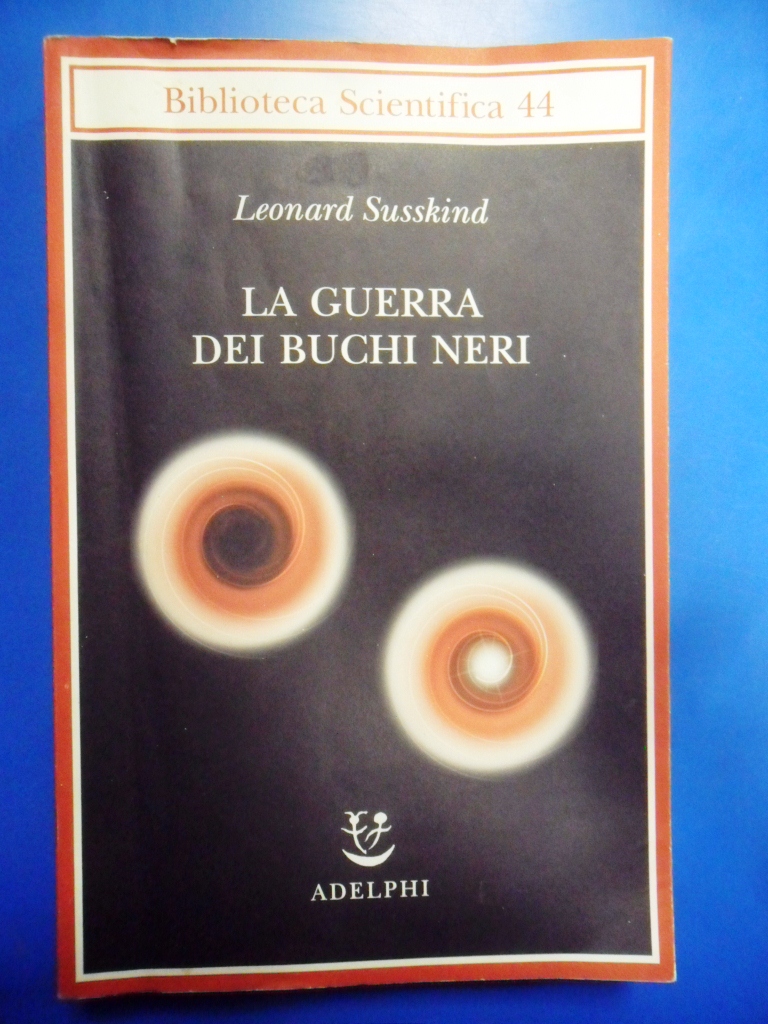 Biblioteca Scientifica 44
Leonard Susskind
LA GUERRA
DEI BUCHI NERI
ADELPHI